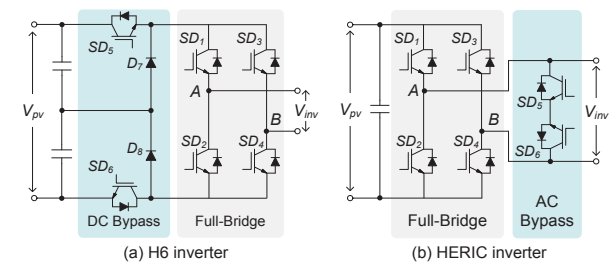 SD5
SD1
SD3
D7
A
Vpv
B
Vinv
D8
SD2
SD4
SD6
DC Bypass
Full-Bridge
(a) H6 inverter
SD1
SD3
A
SD5
Vpv
B
Vinv
SD2
SD4
SD6
Full-Bridge
AC
Bypass
(b) HERIC inverter